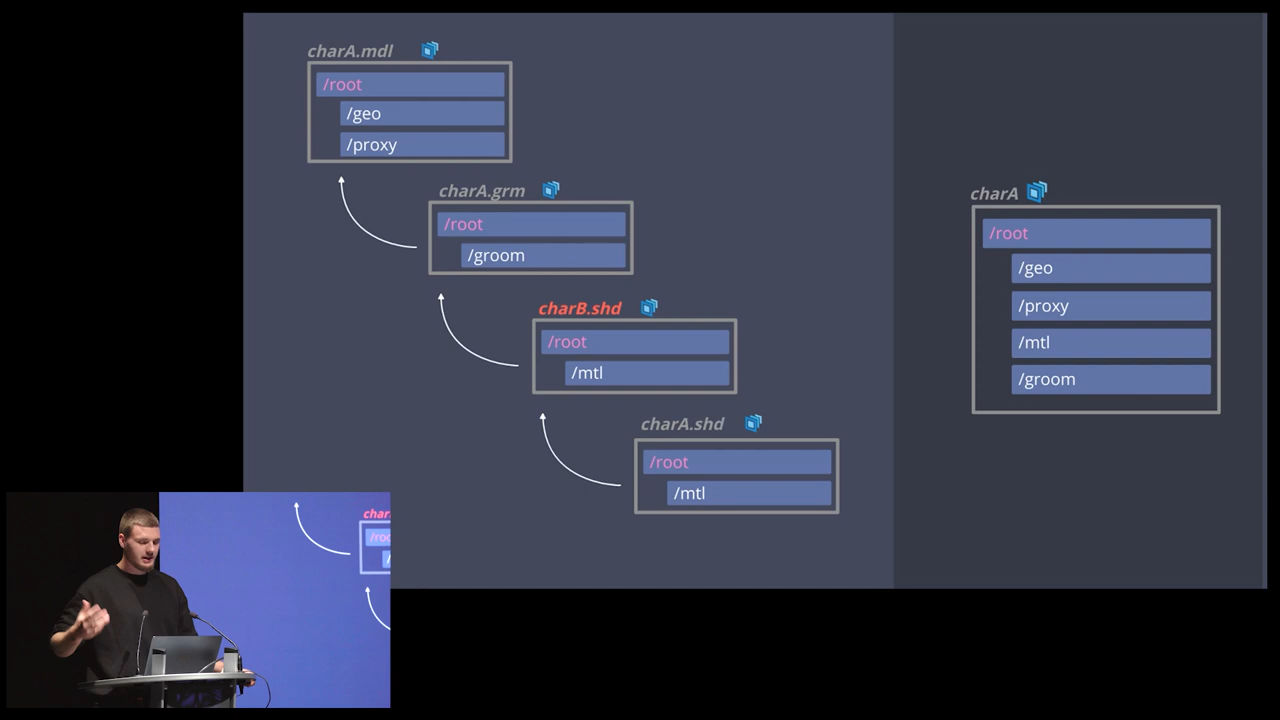 charA.mdl
/root
/geo
/proxy
charA.grm
/root
/groom
charB.shd
/root
/mtl
charA.shd
/root
/mtl
charA
/root
/geo
/proxy
/mtl
/groom